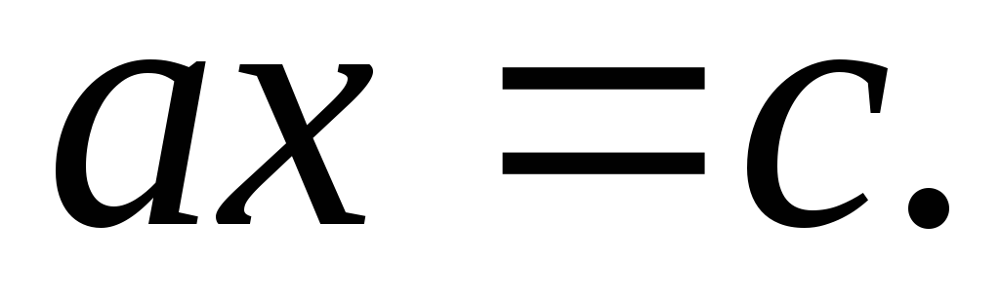 ax = c.